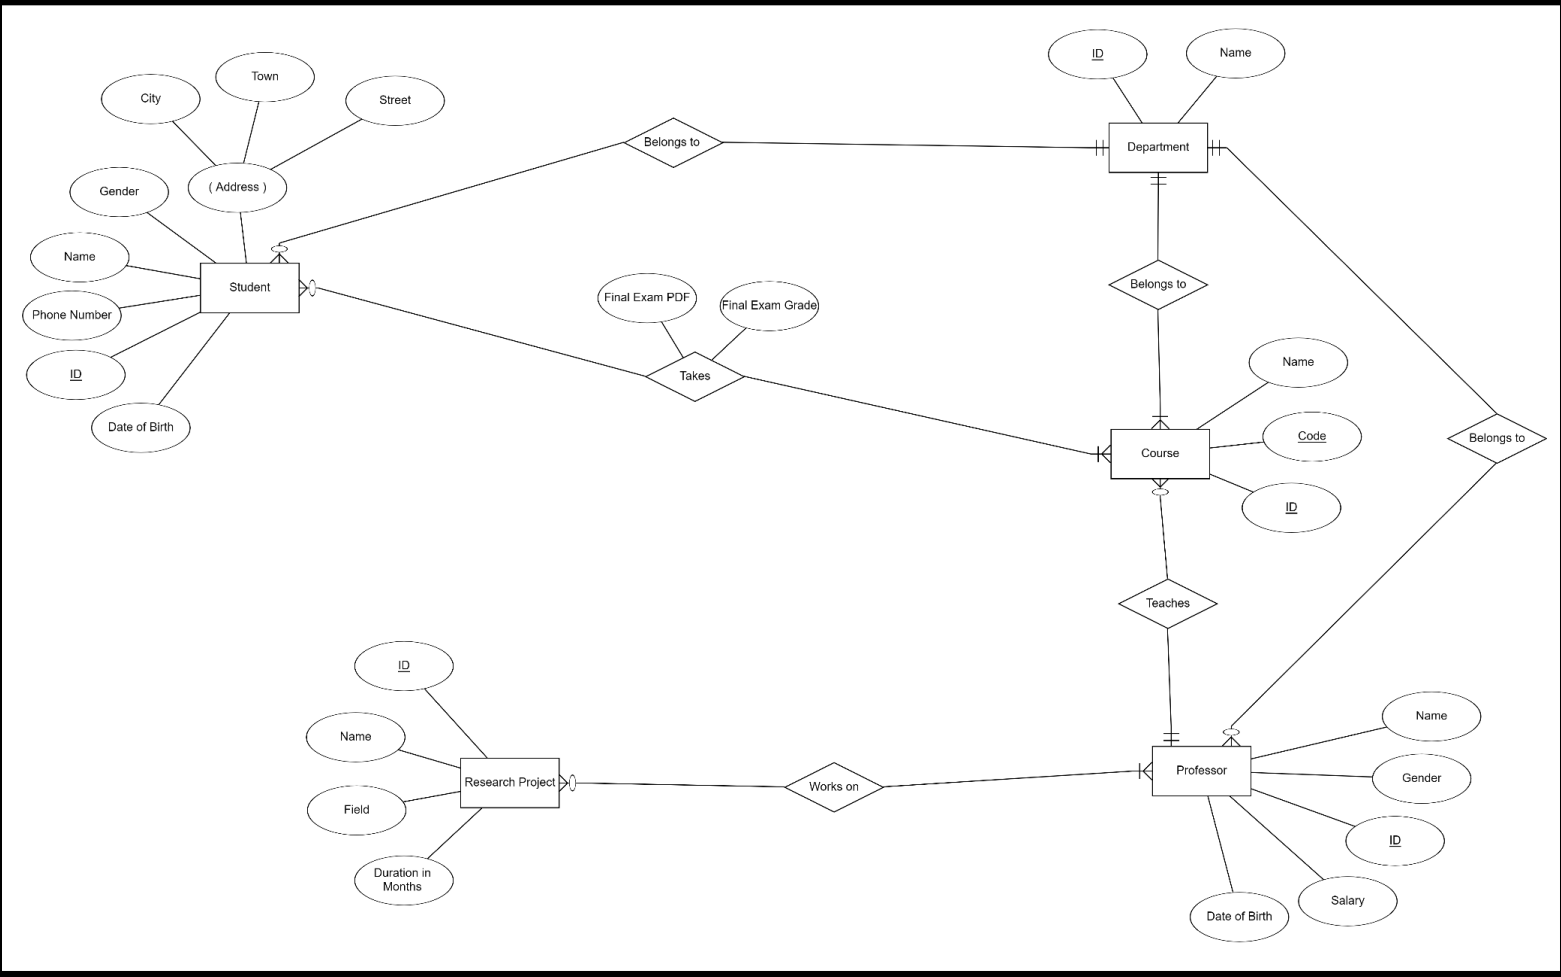 ID
Name
Town
City
Street
Belongs to
Department
( Address )
Gender
Name
Student
Phone Number
ID
Date of Birth
Final Exam PDF
Final Exam Grade
Takes
Belongs to
Name
Code
Course
ID
Belongs to
Teaches
ID
Name
Research Project
Field
Duration in
Months
Works on
Professor
Name
Gender
ID
Salary
Date of Birth